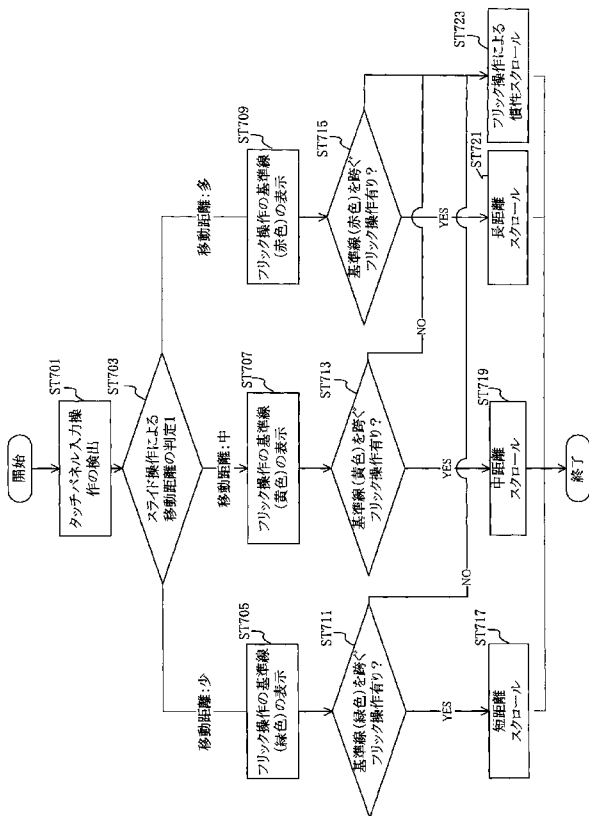 開始
ST701
タッチパネル入力操
作の検出
ST703
スライド操作による
移動距離の判定1
移動距離:少
移動距離:中
移動距離:多
ST705
フリック操作の基準線
(緑色)の表示
ST707
フリック操作の基準線
(黄色)の表示
ST709
フリック操作の基準線
(赤色)の表示
ST711
基準線(緑色)を跨ぐ
フリック操作有り?
ST713
基準線(黄色)を跨ぐ
フリック操作有り?
ST715
基準線(赤色)を跨ぐ
フリック操作有り?
NO
NO
YES
YES
YES
ST717
短距離
スクロール
ST719
中距離
スクロール
ST721
長距離
スクロール
ST723
フリック操作による
慣性スクロール
終了